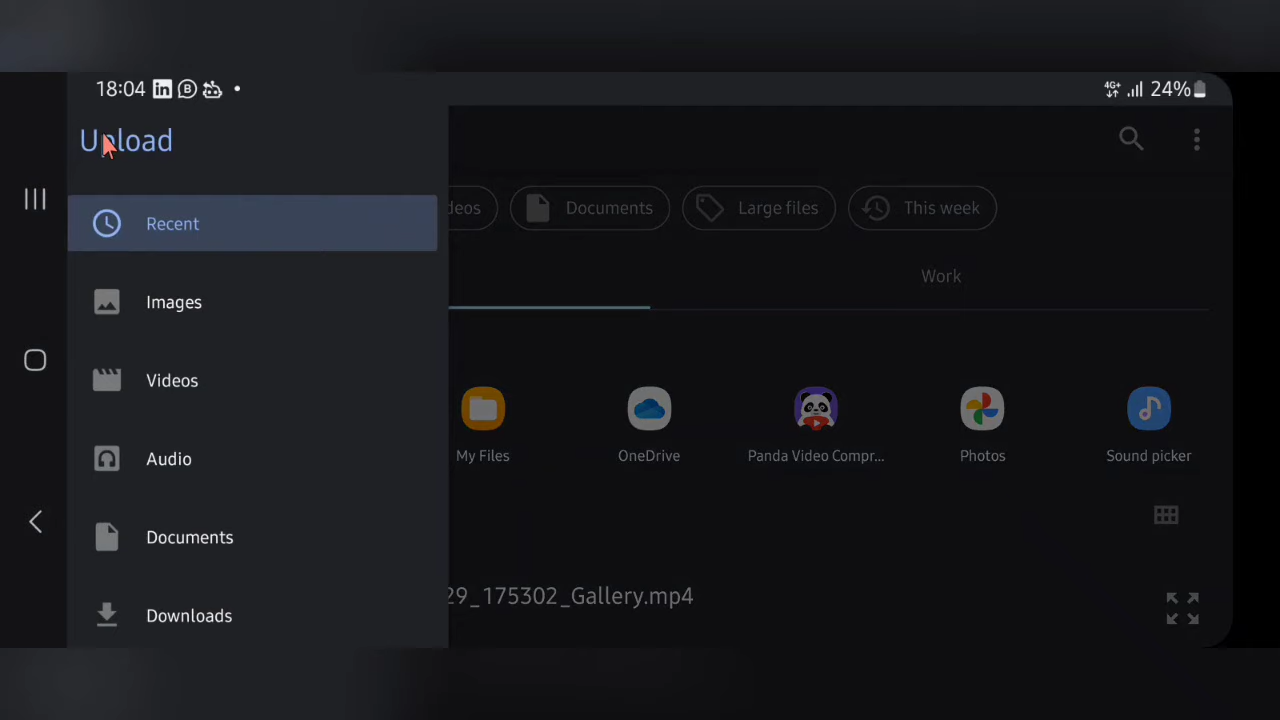 18:04
4G+ 24%
Upload
Recent
Images
Videos
Audio
Documents
Downloads
deos
Documents
Large files
This week
Work
My Files
OneDrive
Panda Video Compr...
Photos
Sound picker
29_175302_Gallery.mp4